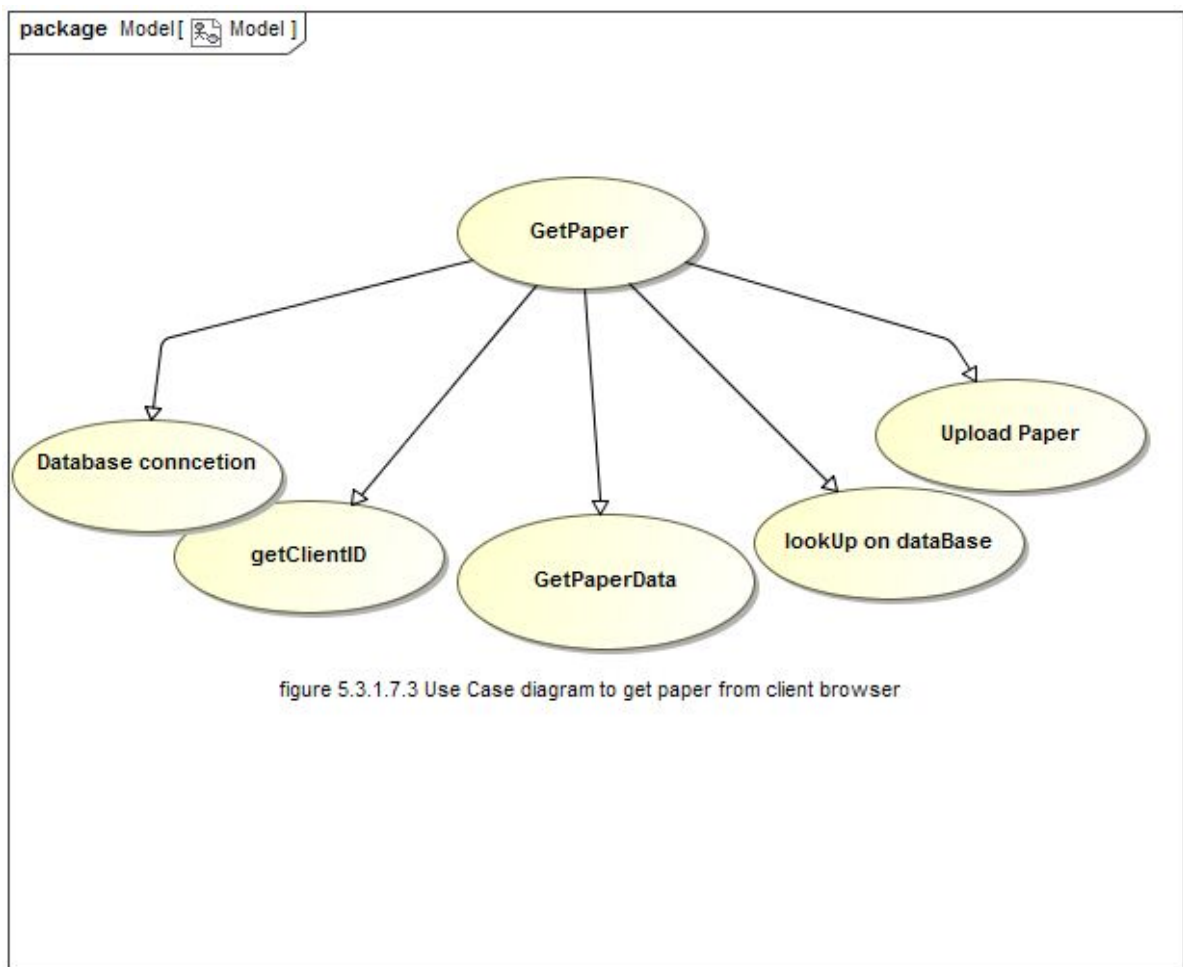 package Model[ Model ]
GetPaper
Upload Paper
Database conncetion
lookUp on dataBase
getClientID
GetPaperData
figure 5.3.1.7.3 Use Case diagram to get paper from client browser